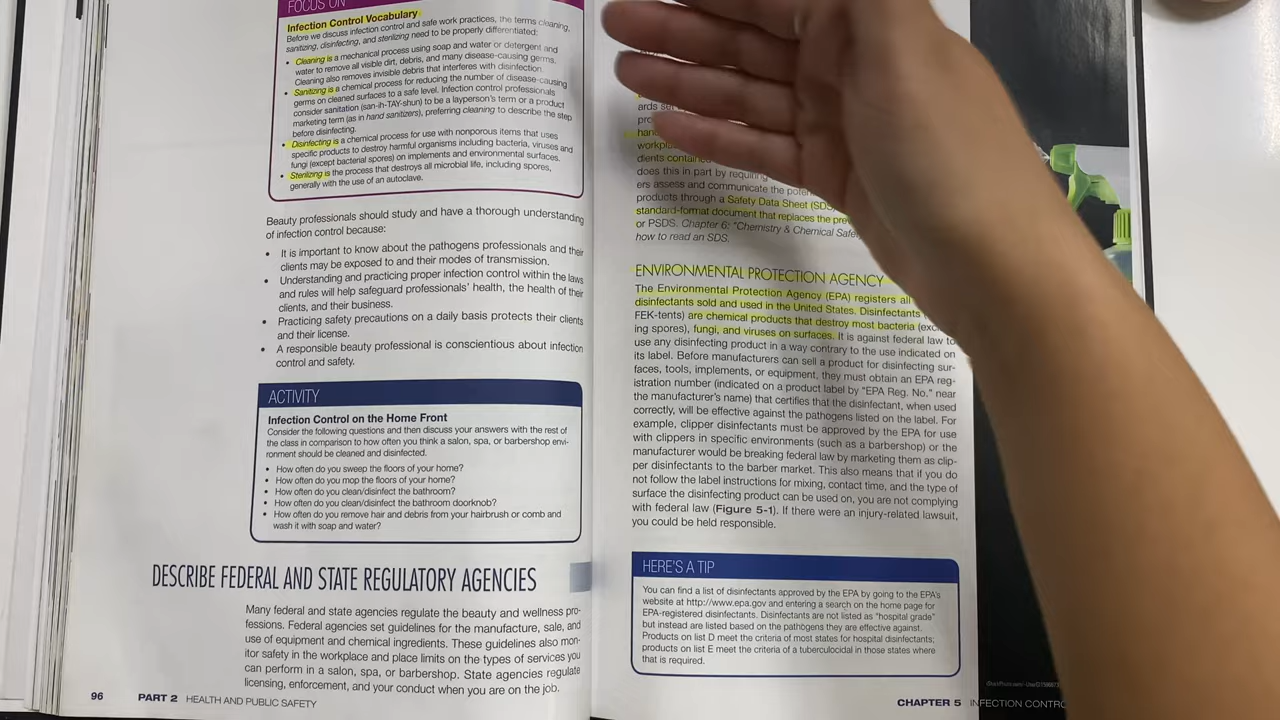 FOCUS ON
Infection Control Vocabulary
Before we discuss infection control and safe work practices, the terms cleaning,
sanitizing, disinfecting, and sterilizing need to be properly differentiated:
• Cleaning is a mechanical process using soap and water or detergent and
water to remove all visible dirt, debris, and many disease-causing germs.
Cleaning also removes invisible debris that interferes with disinfection.
• Sanitizing is a chemical process for reducing the number of disease-causing
germs on cleaned surfaces to a safe level. Infection control professionals
consider sanitation (san-ih-TAY-shun) to be a layperson's term or a product
marketing term (as in hand sanitizers), preferring cleaning to describe the step
before disinfecting.
• Disinfecting is a chemical process for use with nonporous items that uses
specific products to destroy harmful organisms including bacteria, viruses and
fungi (except bacterial spores) on implements and environmental surfaces.
• Sterilizing is the process that destroys all microbial life, including spores,
generally with the use of an autoclave.
Beauty professionals should study and have a thorough understanding
of infection control because:
• It is important to know about the pathogens professionals and their
clients may be exposed to and their modes of transmission.
• Understanding and practicing proper infection control within the laws
and rules will help safeguard professionals' health, the health of their
clients, and their business.
• Practicing safety precautions on a daily basis protects their clients
and their license.
• A responsible beauty professional is conscientious about infection
control and safety.
ACTIVITY
Infection Control on the Home Front
Consider the following questions and then discuss your answers with the rest of
the class in comparison to how often you think a salon, spa, or barbershop envi-
ronment should be cleaned and disinfected.
• How often do you sweep the floors of your home?
• How often do you mop the floors of your home?
• How often do you clean/disinfect the bathroom?
• How often do you clean/disinfect the bathroom doorknob?
• How often do you remove hair and debris from your hairbrush or comb and
wash it with soap and water?
DESCRIBE FEDERAL AND STATE REGULATORY AGENCIES
Many federal and state agencies regulate the beauty and wellness pro-
fessions. Federal agencies set guidelines for the manufacture, sale, and
use of equipment and chemical ingredients. These guidelines also mon-
itor safety in the workplace and place limits on the types of services you
can perform in a salon, spa, or barbershop. State agencies regulate
licensing, enforcement, and your conduct when you are on the job.
96 PART 2 HEALTH AND PUBLIC SAFETY
ards
workpl
dients contained
does this in part by requiring
ers assess and communicate the
products through a Safety Data Sheet (SDS
standard-format document that replaces the
or PSDS. Chapter 6: "Chemistry & Chemical
how to read an SDS.
ENVIRONMENTAL PROTECTION AGENCY
The Environmental Protection Agency (EPA) registers all
disinfectants sold and used in the United States. Disinfectants
FEK-tents) are chemical products that destroy most bacteria
ing spores), fungi, and viruses on surfaces. It is against federal law to
use any disinfecting product in a way contrary to the use indicated on
its label. Before manufacturers can sell a product for disinfecting sur-
faces, tools, implements, or equipment, they must obtain an EPA reg-
istration number (indicated on a product label by "EPA Reg. No." near
the manufacturer's name) that certifies that the disinfectant, when used
correctly, will be effective against the pathogens listed on the label. For
example, clipper disinfectants must be approved by the EPA for use
with clippers in specific environments (such as a barbershop) or the
manufacturer would be breaking federal law by marketing them as clip-
per disinfectants to the barber market. This also means that if you do
not follow the label instructions for mixing, contact time, and the type of
surface the disinfecting product can be used on, you are not complying
with federal law (Figure 5-1). If there were an injury-related lawsuit,
you could be held responsible.
HERE'S A TIP
You can find a list of disinfectants approved by the EPA by going to the EPA's
website at http://www.epa.gov and entering a search on the home page for
EPA-registered disinfectants. Disinfectants are not listed as "hospital grade"
but instead are listed based on the pathogens they are effective against.
Products on list D meet the criteria of most states for hospital disinfectants;
products on list E meet the criteria of a tuberculocidal in those states where
that is required.
CHAPTER 5 INFECTION CONTRO